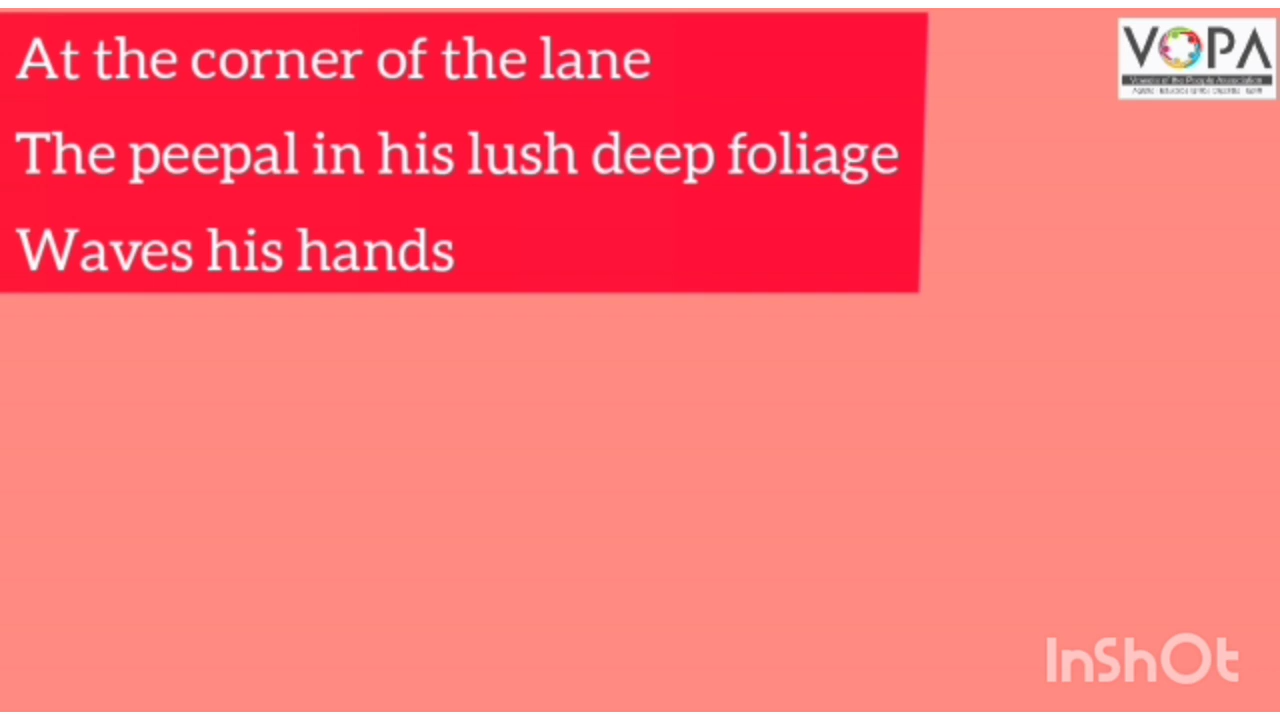 At the corner of the lane
The peepal in his lush deep foliage
Waves his hands
VOPA
InShOt